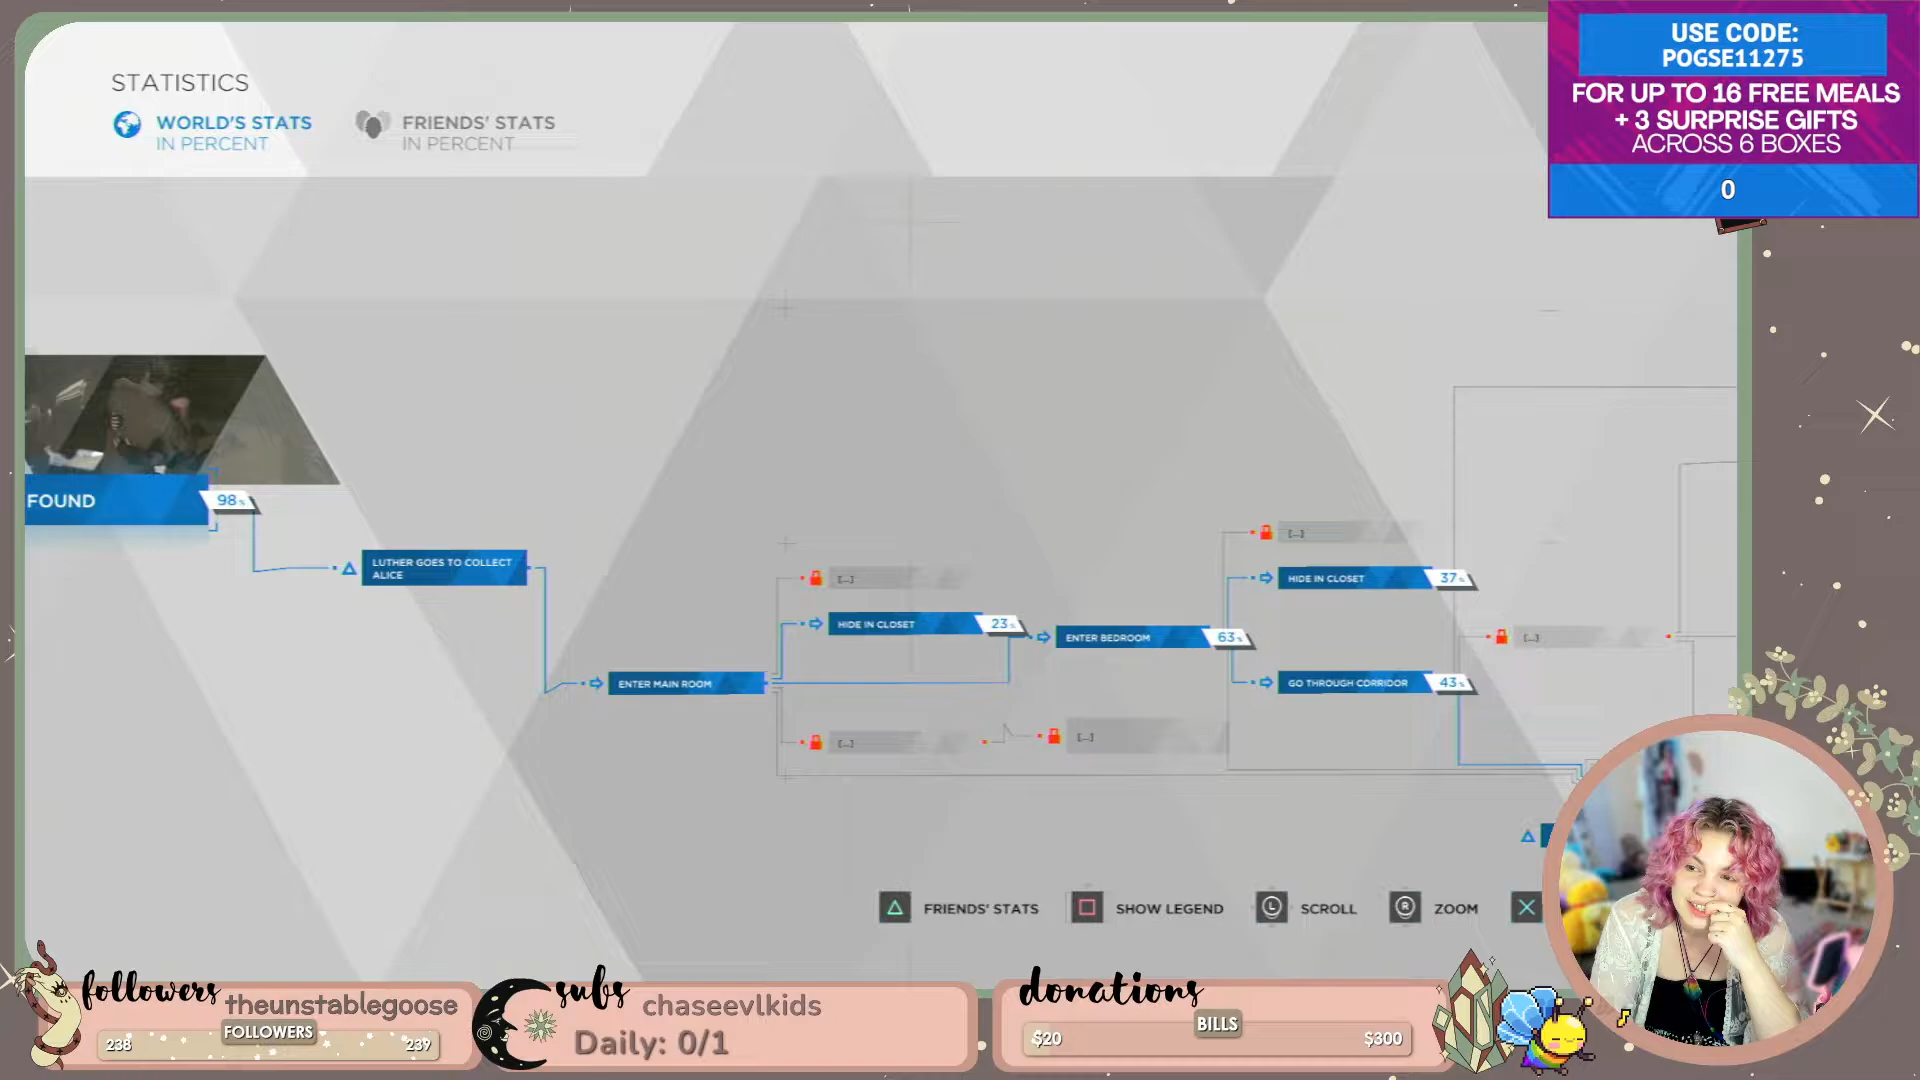 STATISTICS
WORLD'S STATS
IN PERCENT
FRIENDS' STATS
IN PERCENT
USE CODE:
POGSE11275
FOR UP TO 16 FREE MEALS
+ 3 SURPRISE GIFTS
ACROSS 6 BOXES
0
FOUND
98%
LUTHER GOES TO COLLECT
ALICE
ENTER MAIN ROOM
[...]
HIDE IN CLOSET
23%
[...]
[...]
ENTER BEDROOM
63%
[...]
HIDE IN CLOSET
37%
GO THROUGH CORRIDOR
43%
[...]
FRIENDS' STATS
SHOW LEGEND
L
SCROLL
R
ZOOM
followers
theunstablegoose
FOLLOWERS
238
239
subs
chaseevlkids
Daily: 0/1
donations
BILLS
$20
$300